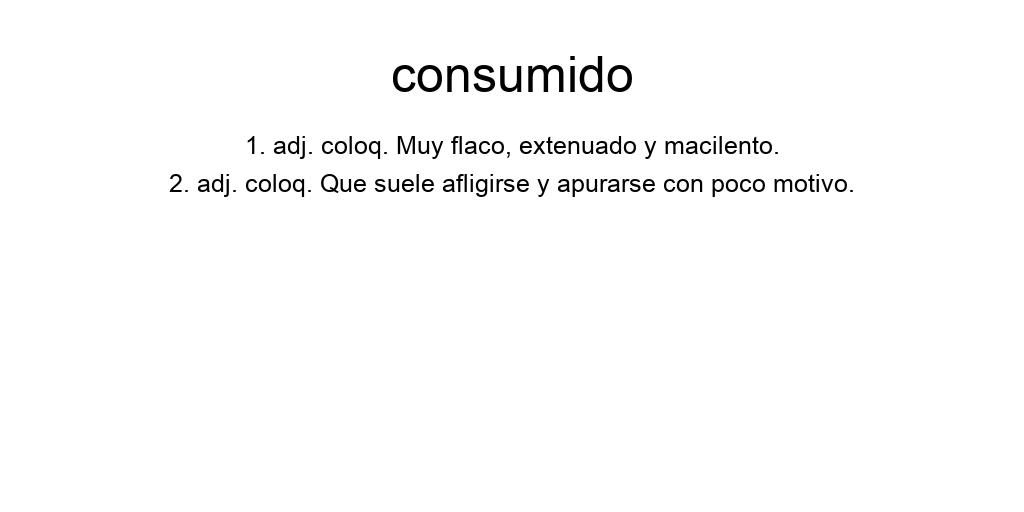 consumido
1. adj. coloq. Muy flaco, extenuado y macilento.
2. adj. coloq. Que suele afligirse y apurarse con poco motivo.